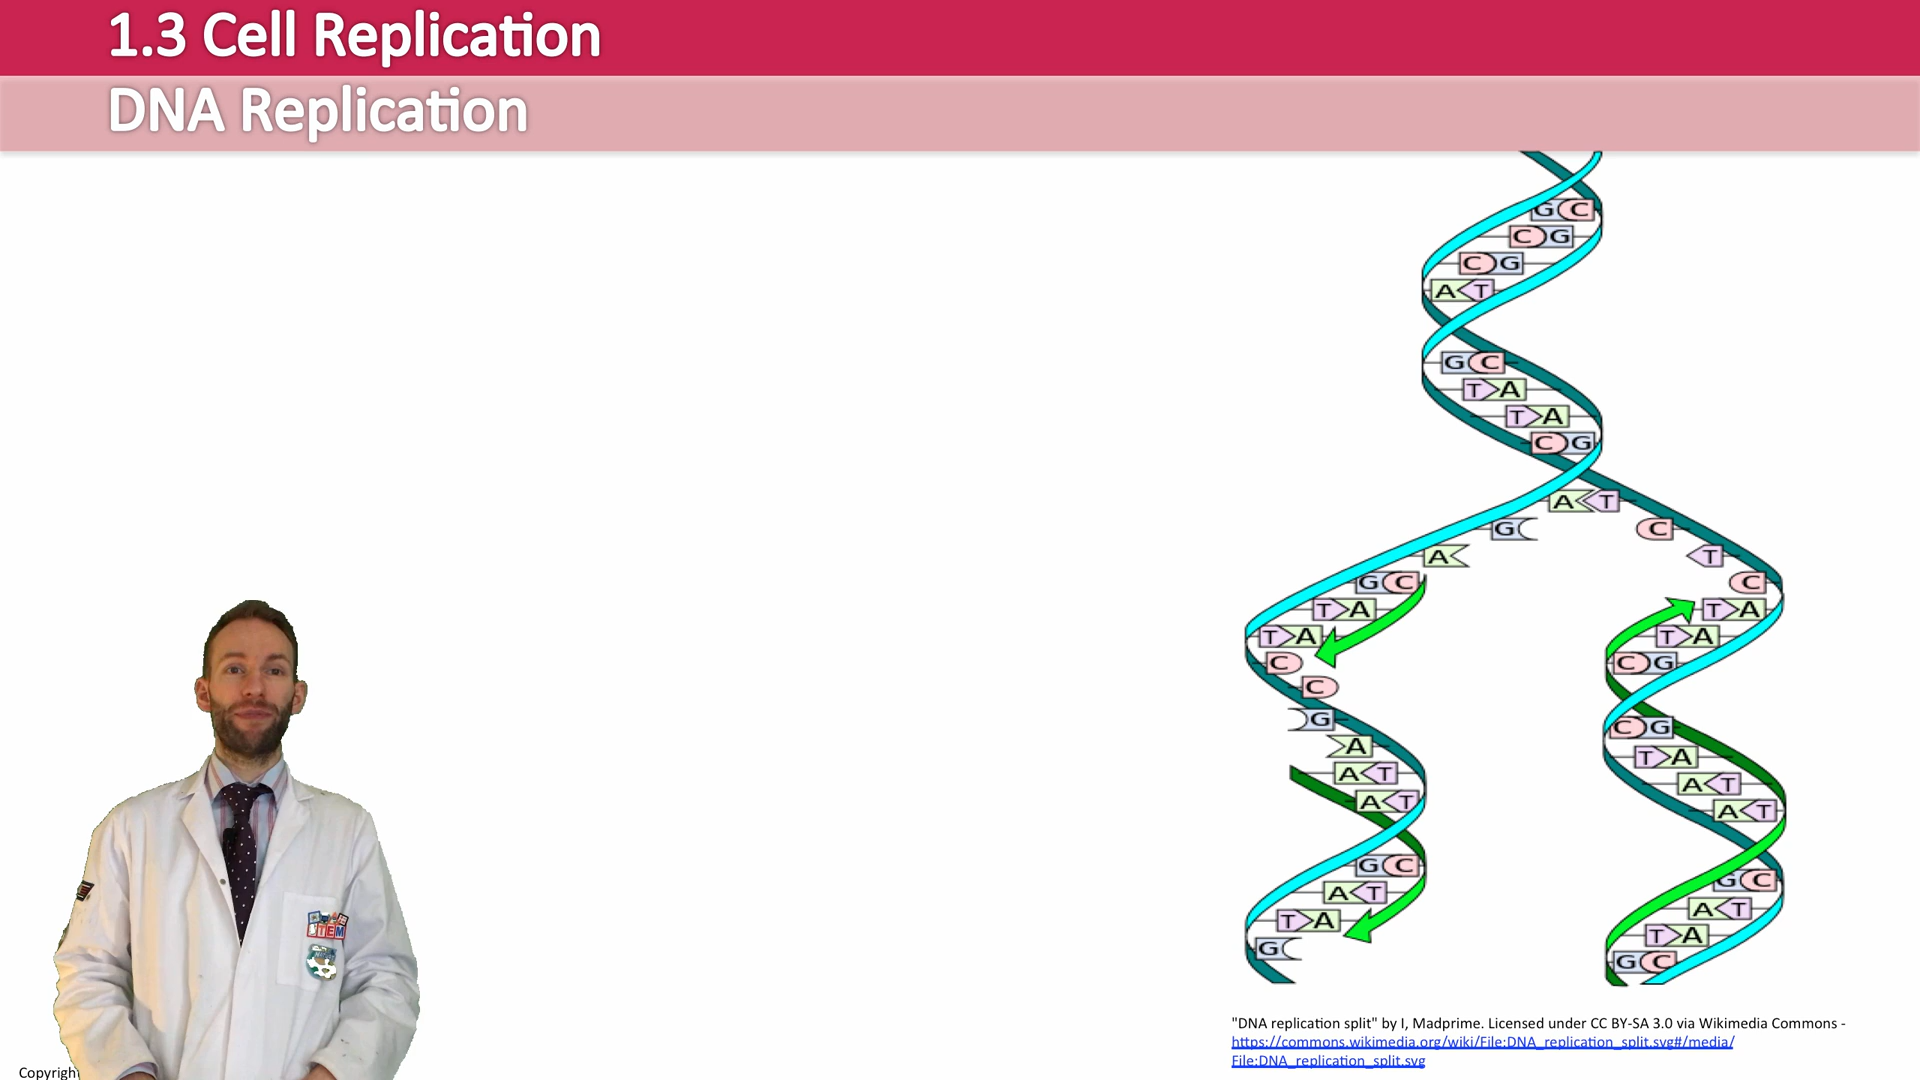 1.3 Cell Replication
DNA Replication
G C
C G
C G
A T
G C
T A
T A
C G
A T
G C
A T
G C C
T A T A
T A T A
C C G
C
G C G
A T A
A T A T
A T A T
G C G C
A T A T
T A T A
G G C
"DNA replication split" by I, Madprime. Licensed under CC BY-SA 3.0 via Wikimedia Commons -
https://commons.wikimedia.org/wiki/File:DNA_replication_split.svg#/media/
File:DNA_replication_split.svg
STEM